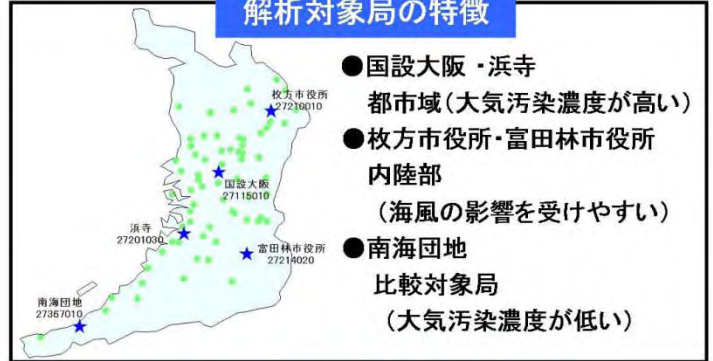 解析対象局の特徴
●国設大阪・浜寺
都市域(大気汚染濃度が高い)
●枚方市役所・富田林市役所
内陸部
(海風の影響を受けやすい)
●南海団地
比較対象局
(大気汚染濃度が低い)
枚方市役所
27210010
国設大阪
27115010
浜寺
27201030
富田林市役所
27214020
南海団地
27367010